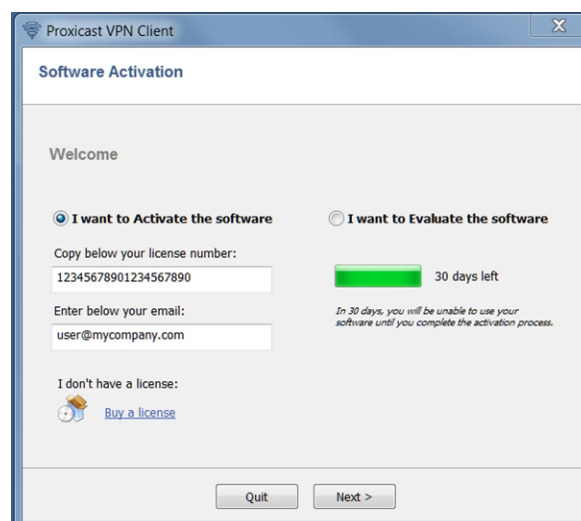 Proxicast VPN Client
Software Activation
Welcome
I want to Activate the software
Copy below your license number:
12345678901234567890
Enter below your email:
user@mycompany.com
I don't have a license:
Buy a license
I want to Evaluate the software
30 days left
In 30 days, you will be unable to use your
software until you complete the activation process.
Quit
Next >